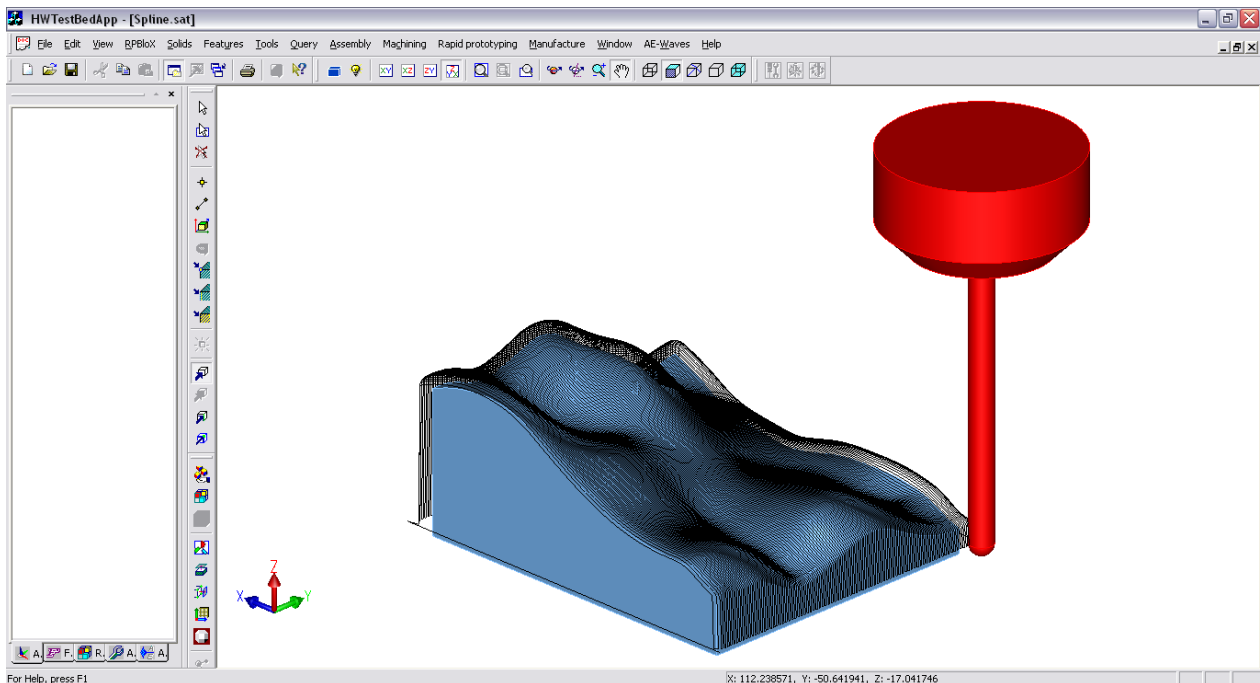 HWTestBedApp - [Spline.sat]
File Edit View RPBloX Solids Features Tools Query Assembly Machining Rapid prototyping Manufacture Window AE-Waves Help
XY XZ ZY
Z
X Y
A. F. R. A. A.
For Help, press F1 X: 112.238571, Y: -50.641941, Z: -17.041746